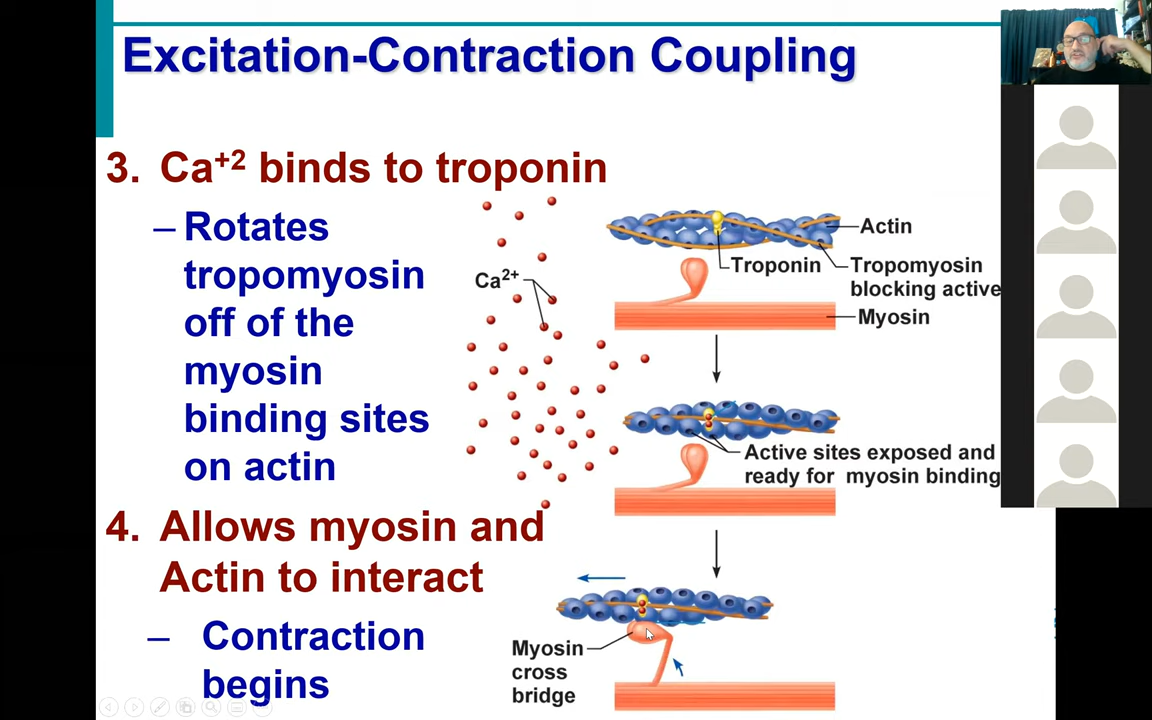 Excitation-Contraction Coupling
3. Ca+2 binds to troponin
– Rotates
tropomyosin
off of the
myosin
binding sites
on actin
4. Allows myosin and
Actin to interact
– Contraction
begins
Ca2+
Actin
Troponin
Tropomyosin
blocking active
Myosin
Active sites exposed and
ready for myosin binding
Myosin
cross
bridge